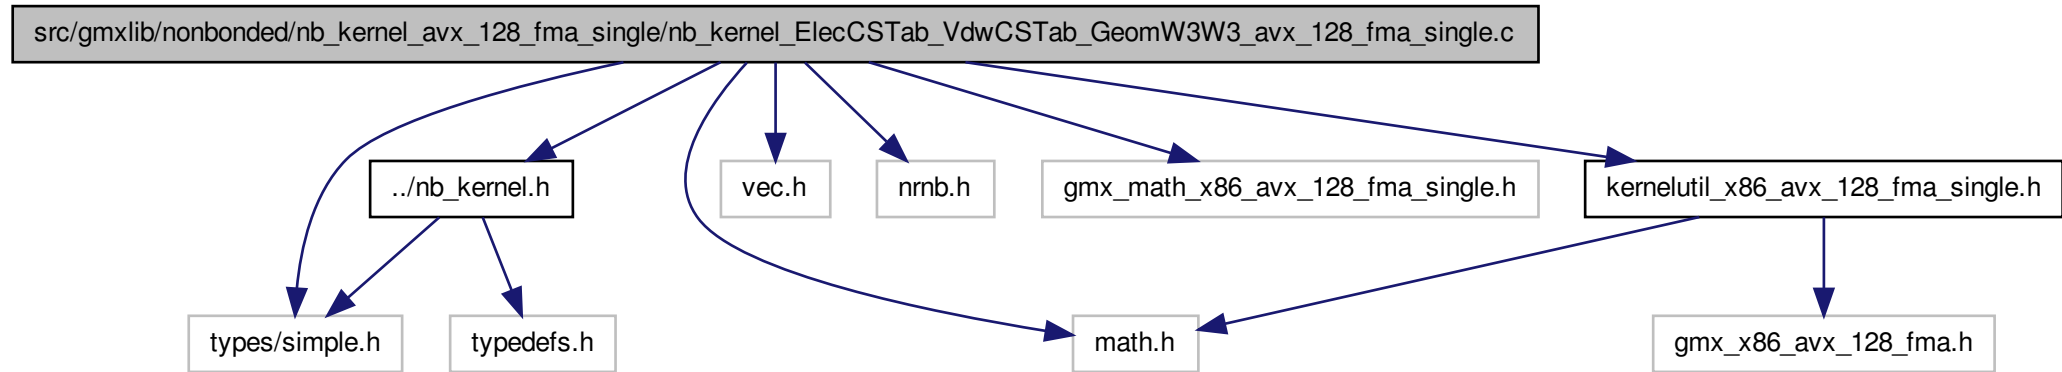 src/gmxlib/nonbonded/nb_kernel_avx_128_fma_single/nb_kernel_ElecCSTab_VdwCSTab_GeomW3W3_avx_128_fma_single.c
../nb_kernel.h
vec.h
nrnb.h
gmx_math_x86_avx_128_fma_single.h
kernelutil_x86_avx_128_fma_single.h
types/simple.h
typedefs.h
math.h
gmx_x86_avx_128_fma.h